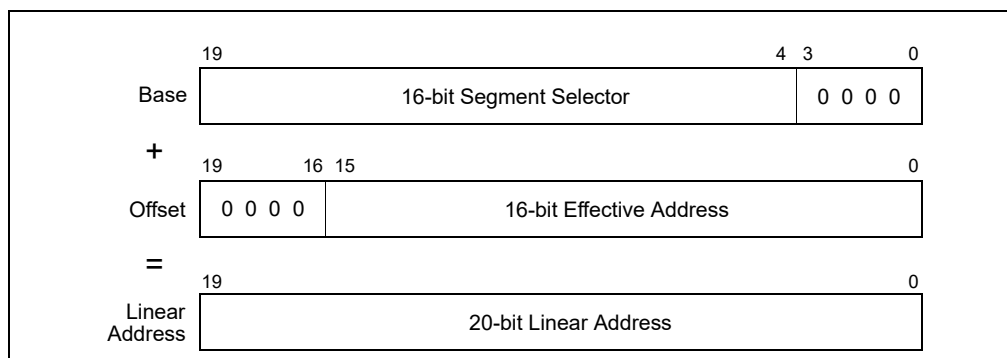 19 4 3 0
Base 16-bit Segment Selector 0 0 0 0
+
19 16 15 0
Offset 0 0 0 0 16-bit Effective Address
=
19 0
Linear
Address 20-bit Linear Address